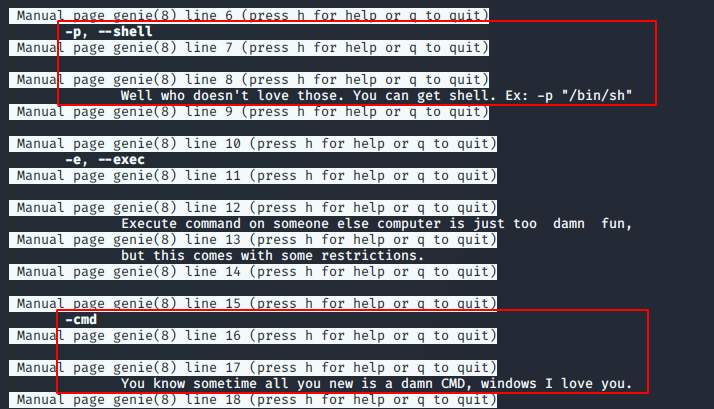 Manual page genie(8) line 6 (press h for help or q to quit)
-p, --shell
Manual page genie(8) line 7 (press h for help or q to quit)
Manual page genie(8) line 8 (press h for help or q to quit)
Well who doesn't love those. You can get shell. Ex: -p "/bin/sh"
Manual page genie(8) line 9 (press h for help or q to quit)
Manual page genie(8) line 10 (press h for help or q to quit)
-e, --exec
Manual page genie(8) line 11 (press h for help or q to quit)
Manual page genie(8) line 12 (press h for help or q to quit)
Execute command on someone else computer is just too  damn  fun,
Manual page genie(8) line 13 (press h for help or q to quit)
but this comes with some restrictions.
Manual page genie(8) line 14 (press h for help or q to quit)
Manual page genie(8) line 15 (press h for help or q to quit)
-cmd
Manual page genie(8) line 16 (press h for help or q to quit)
Manual page genie(8) line 17 (press h for help or q to quit)
You know sometime all you new is a damn CMD, windows I love you.
Manual page genie(8) line 18 (press h for help or q to quit)